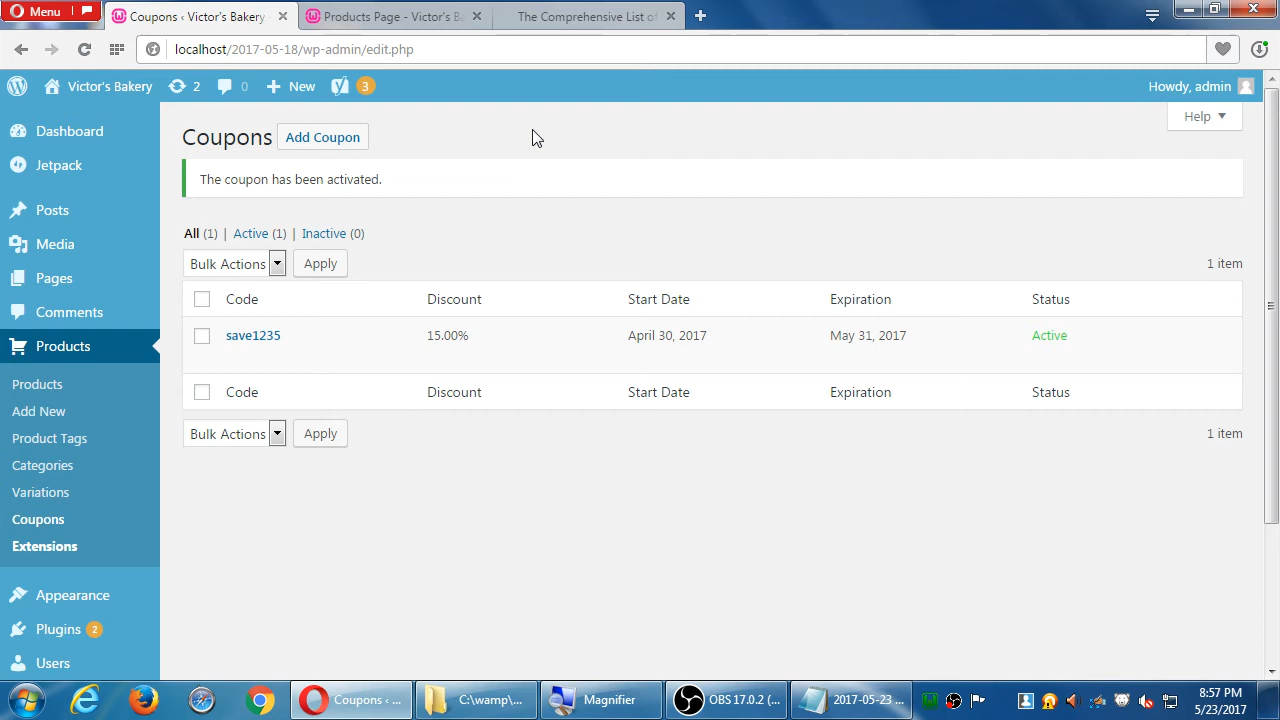 Menu
Coupons ‹ Victor's Bakery
Products Page - Victor's B
The Comprehensive List of
localhost/2017-05-18/wp-admin/edit.php
Victor's Bakery
2
0
New
3
Howdy, admin
Dashboard
Jetpack
Posts
Media
Pages
Comments
Products
Products
Add New
Product Tags
Categories
Variations
Coupons
Extensions
Appearance
Plugins 2
Users
Help
Coupons
Add Coupon
The coupon has been activated.
All (1) | Active (1) | Inactive (0)
Bulk Actions
Apply
1 item
Code Discount Start Date Expiration Status
save1235 15.00% April 30, 2017 May 31, 2017 Active
Code Discount Start Date Expiration Status
Bulk Actions
Apply
1 item
Coupons ‹ ...
C:\wamp\...
Magnifier
OBS 17.0.2 (...
2017-05-23 ...
8:57 PM
5/23/2017